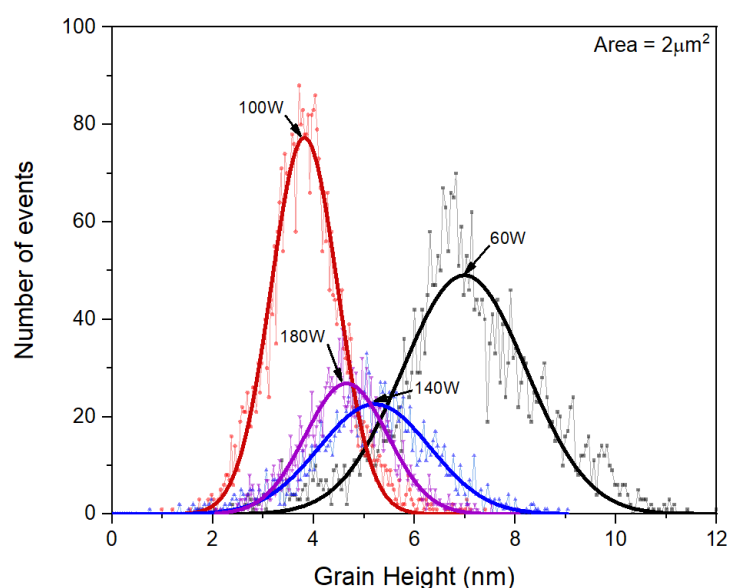 Area = 2μm²
100W
60W
180W
140W
Number of events
100
80
60
40
20
0
0 2 4 6 8 10 12
Grain Height (nm)